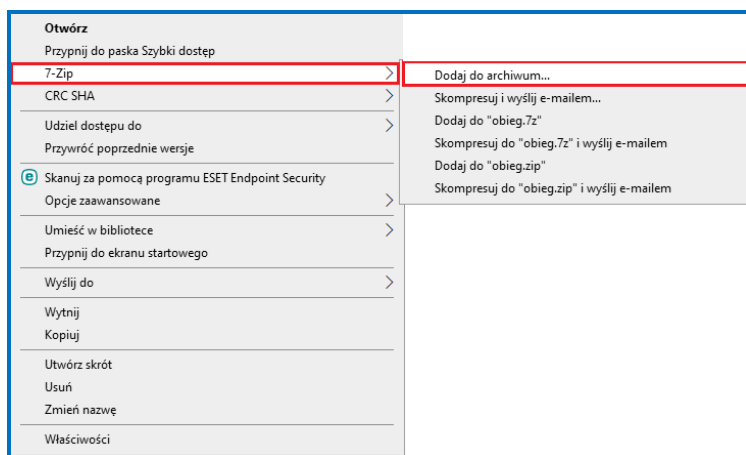 Otwórz
Przypnij do paska Szybki dostęp
7-Zip
CRC SHA
Udziel dostępu do
Przywróć poprzednie wersje
Skanuj za pomocą programu ESET Endpoint Security
Opcje zaawansowane
Umieść w bibliotece
Przypnij do ekranu startowego
Wyślij do
Wytnij
Kopiuj
Utwórz skrót
Usuń
Zmień nazwę
Właściwości
Dodaj do archiwum...
Skompresuj i wyślij e-mailem...
Dodaj do "obieg.7z"
Skompresuj do "obieg.7z" i wyślij e-mailem
Dodaj do "obieg.zip"
Skompresuj do "obieg.zip" i wyślij e-mailem